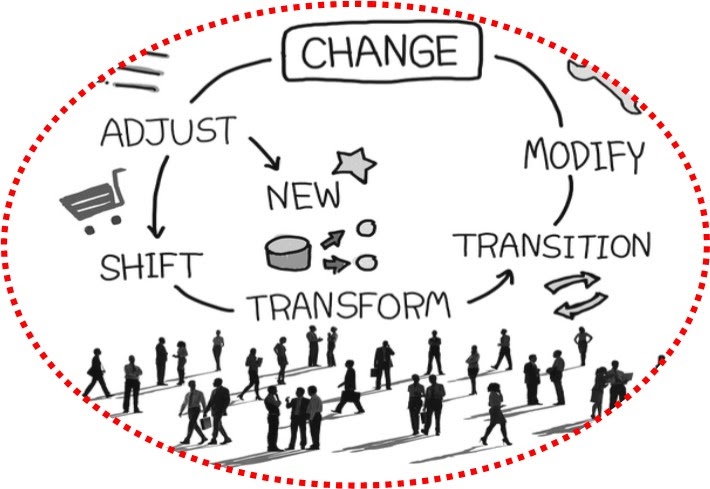 CHANGE
ADJUST
MODIFY
NEW
SHIFT
TRANSITION
TRANSFORM